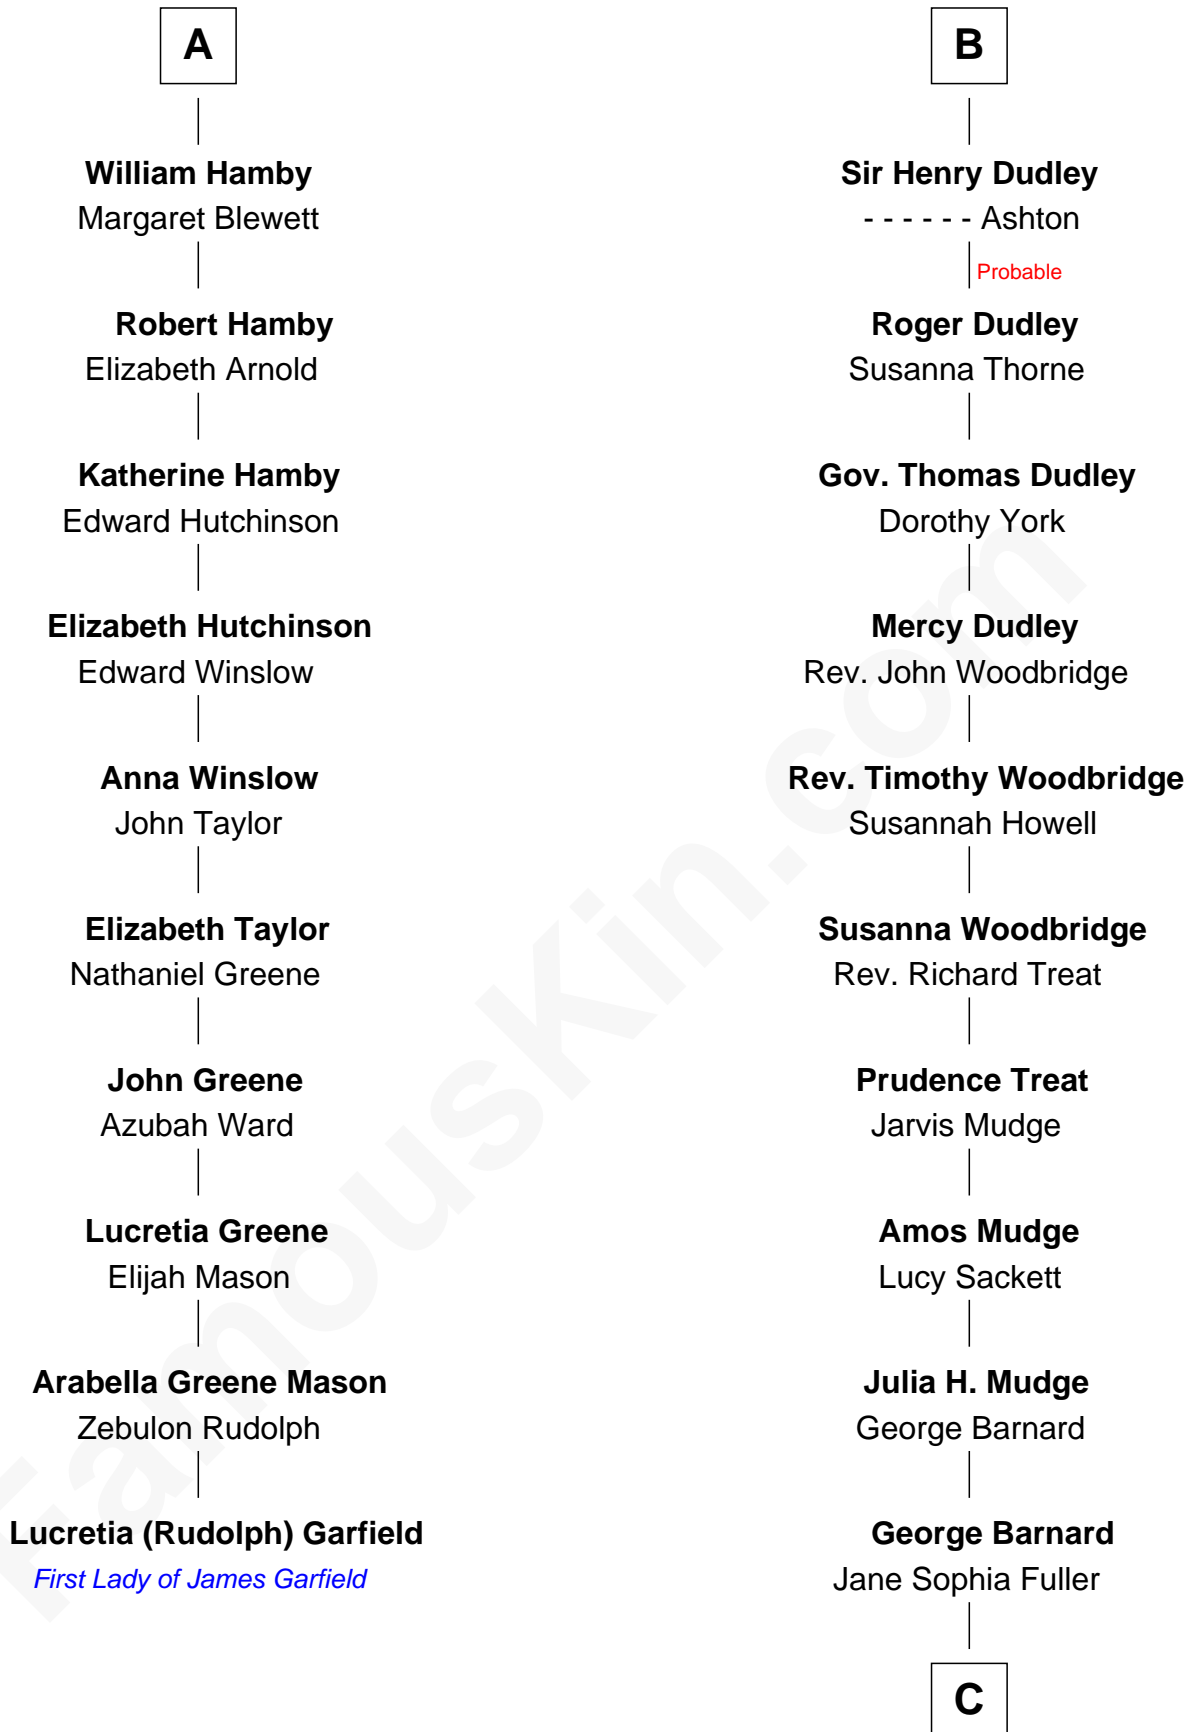 A
William Hamby
Margaret Blewett
Robert Hamby
Elizabeth Arnold
Katherine Hamby
Edward Hutchinson
Elizabeth Hutchinson
Edward Winslow
Anna Winslow
John Taylor
Elizabeth Taylor
Nathaniel Greene
John Greene
Azubah Ward
Lucretia Greene
Elijah Mason
Arabella Greene Mason
Zebulon Rudolph
Lucretia (Rudolph) Garfield
First Lady of James Garfield
B
Sir Henry Dudley
- - - - - - Ashton
Probable
Roger Dudley
Susanna Thorne
Gov. Thomas Dudley
Dorothy York
Mercy Dudley
Rev. John Woodbridge
Rev. Timothy Woodbridge
Susannah Howell
Susanna Woodbridge
Rev. Richard Treat
Prudence Treat
Jarvis Mudge
Amos Mudge
Lucy Sackett
Julia H. Mudge
George Barnard
George Barnard
Jane Sophia Fuller
C
FamousKin.com